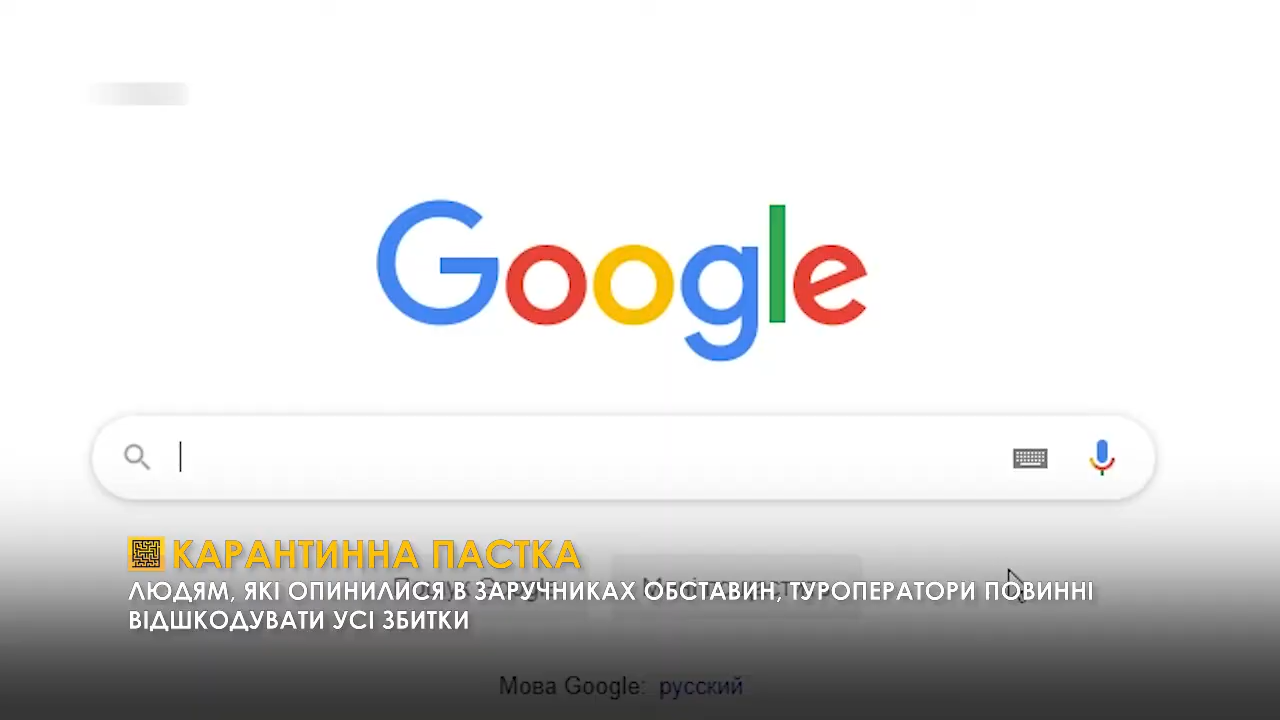 Google
КАРАНТИННА ПАСТКА
ЛЮДЯМ, ЯКІ ОПИНИЛИСЯ В ЗАРУЧНИКАХ ОБСТАВИН, ТУРОПЕРАТОРИ ПОВИННІ
ВІДШКОДУВАТИ УСІ ЗБИТКИ
Мова Google: русский